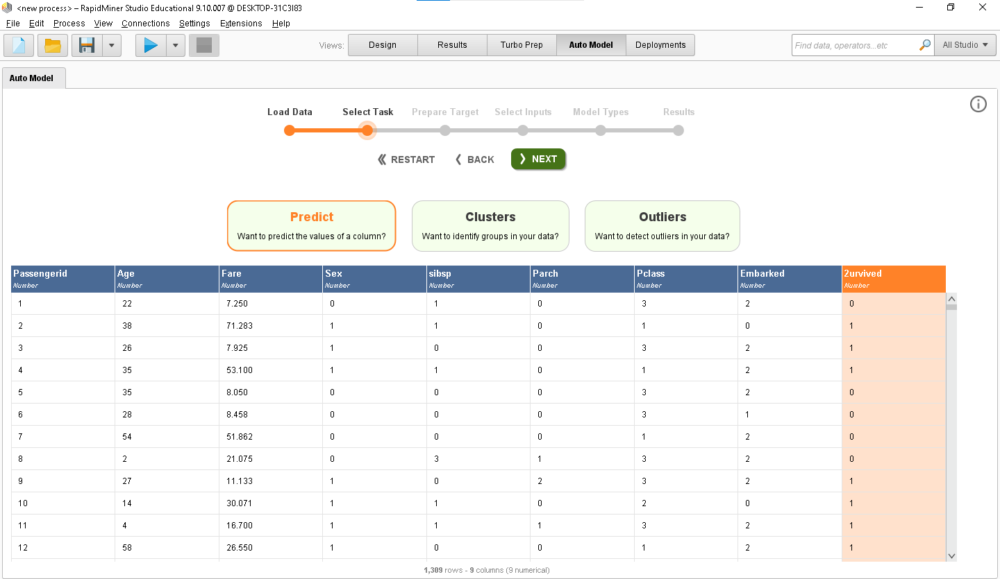 <new process> – RapidMiner Studio Educational 9.10.007 @ DESKTOP-31C3I83
File Edit Process View Connections Settings Extensions Help
Views: Design Results Turbo Prep Auto Model Deployments Find data, operators...etc All Studio
Auto Model
Load Data Select Task Prepare Target Select Inputs Model Types Results
RESTART BACK NEXT
Predict Clusters Outliers
Want to predict the values of a column? Want to identify groups in your data? Want to detect outliers in your data?
Passengerid Age Fare Sex sibsp Parch Pclass Embarked 2urvived
Number Number Number Number Number Number Number Number Number
1 22 7.250 0 1 0 3 2 0
2 38 71.283 1 1 0 1 0 1
3 26 7.925 1 0 0 3 2 1
4 35 53.100 1 1 0 1 2 1
5 35 8.050 0 0 0 3 2 0
6 28 8.458 0 0 0 3 1 0
7 54 51.862 0 0 0 1 2 0
8 2 21.075 0 3 1 3 2 0
9 27 11.133 1 0 2 3 2 1
10 14 30.071 1 1 0 2 0 1
11 4 16.700 1 1 1 3 2 1
12 58 26.550 1 0 0 1 2 1
1,309 rows - 9 columns (9 numerical)